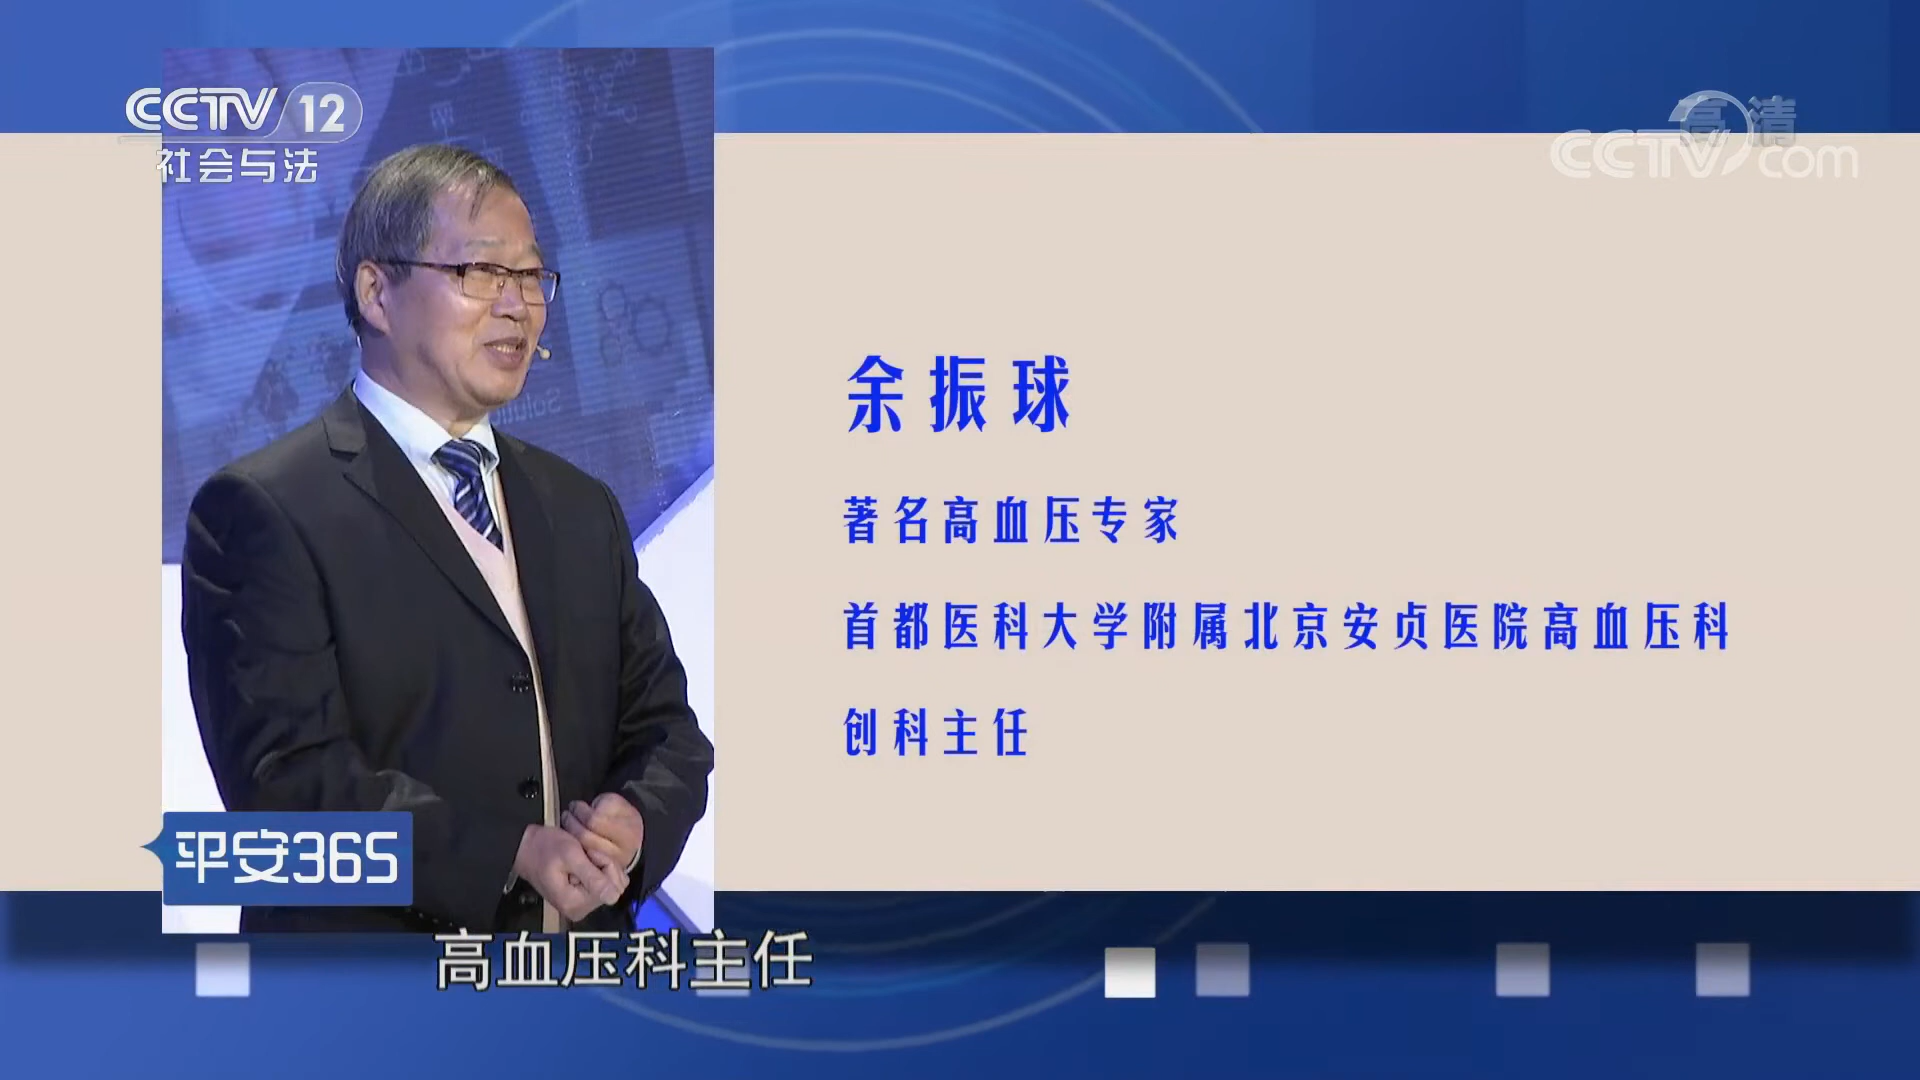 CCTV 12
社会与法
高清
CCTV com
余振球
著名高血压专家
首都医科大学附属北京安贞医院高血压科
创科主任
平安365
高血压科主任